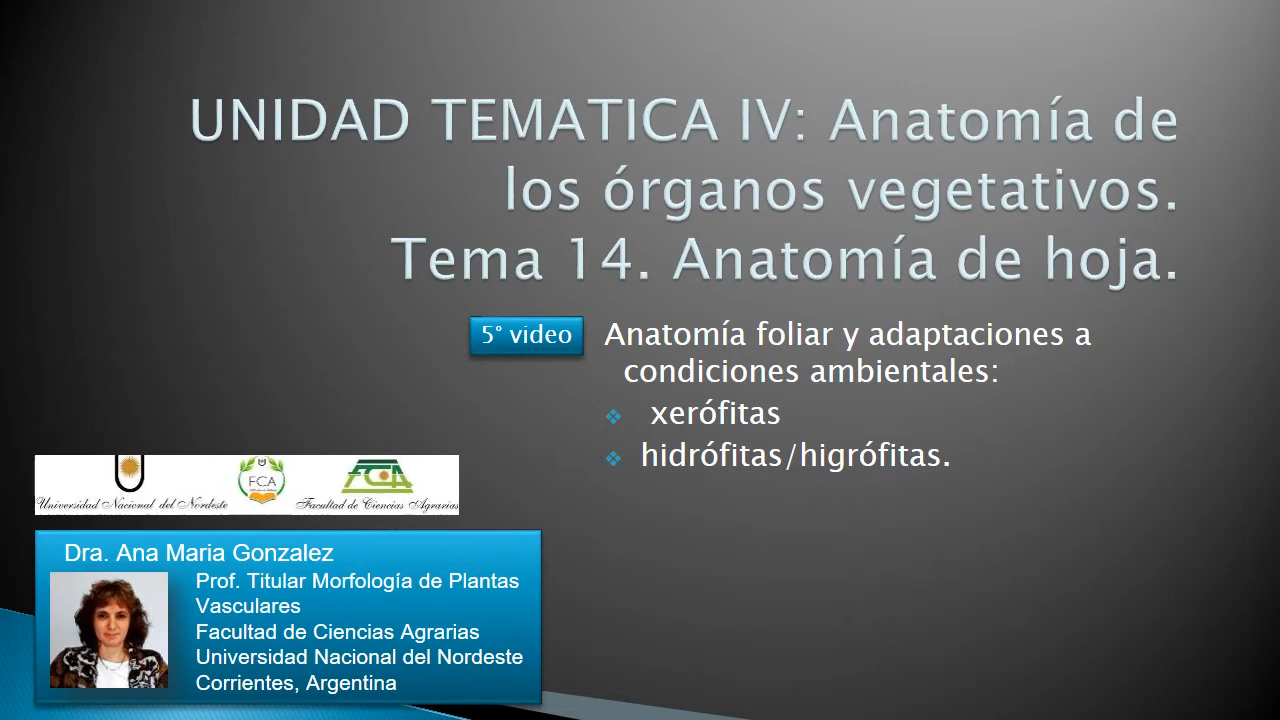 UNIDAD TEMATICA IV: Anatomía de
los órganos vegetativos.
Tema 14. Anatomía de hoja.
5° video
Anatomía foliar y adaptaciones a
condiciones ambientales:
xerófitas
hidrófitas/higrófitas.
FCA
FCA
Universidad Nacional del Nordeste
Facultad de Ciencias Agrarias
Dra. Ana Maria Gonzalez
Prof. Titular Morfología de Plantas
Vasculares
Facultad de Ciencias Agrarias
Universidad Nacional del Nordeste
Corrientes, Argentina